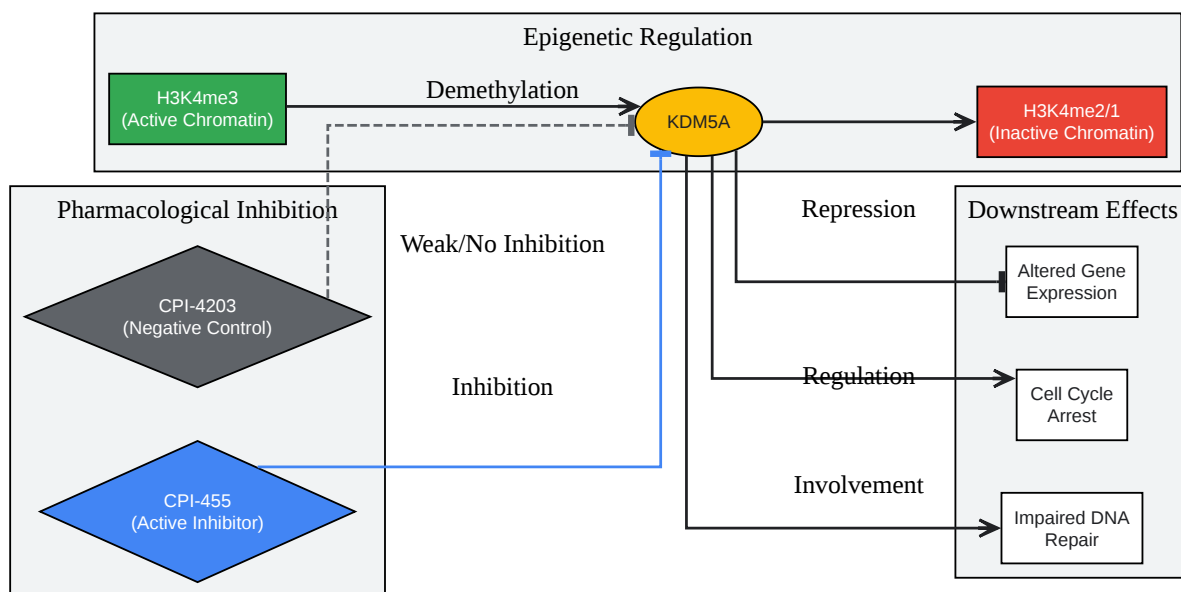 Epigenetic Regulation
H3K4me3
(Active Chromatin)
Demethylation
KDM5A
H3K4me2/1
(Inactive Chromatin)
Pharmacological Inhibition
CPI-4203
(Negative Control)
CPI-455
(Active Inhibitor)
Weak/No Inhibition
Inhibition
Repression
Regulation
Involvement
Downstream Effects
Altered Gene
Expression
Cell Cycle
Arrest
Impaired DNA
Repair